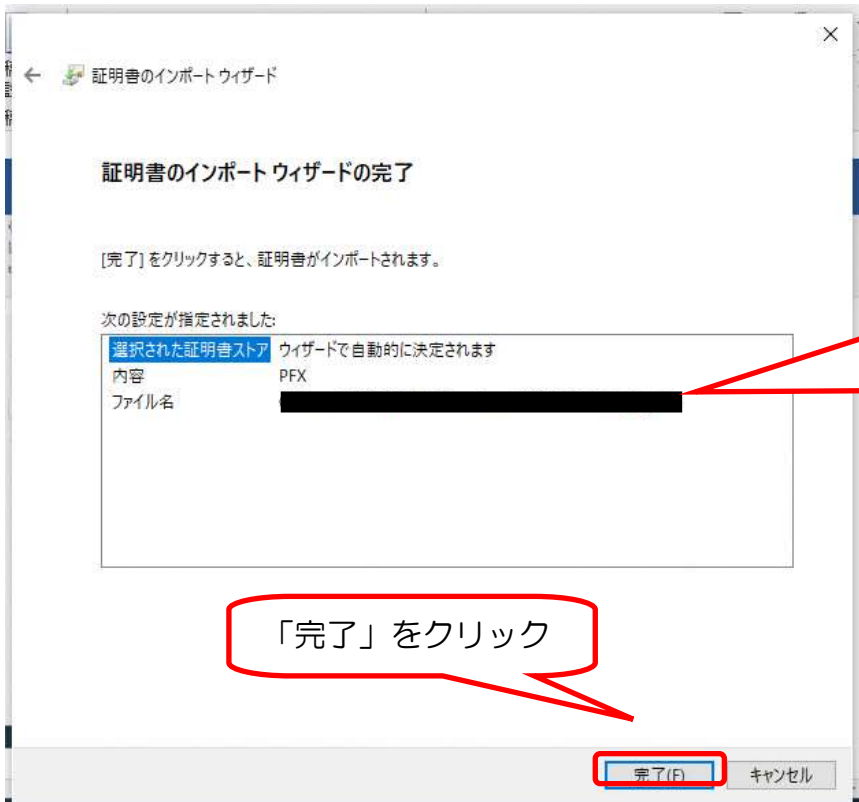 証明書のインポート ウィザード
証明書のインポート ウィザードの完了
[完了] をクリックすると、証明書がインポートされます。
次の設定が指定されました:
選択された証明書ストア ウィザードで自動的に決定されます
内容 PFX
ファイル名
「完了」をクリック
完了(F) キャンセル